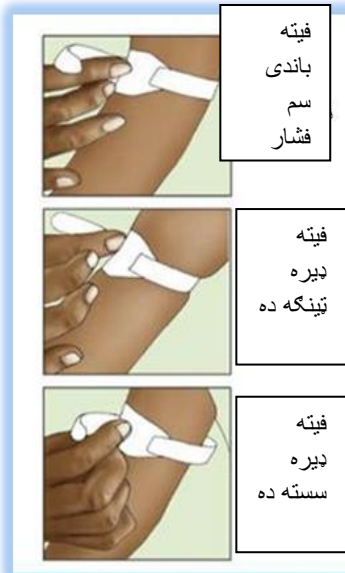 فیته
باندی
سم
فشار
فیته
ډیره
ټینګه ده
فیته
ډیره
سسته ده